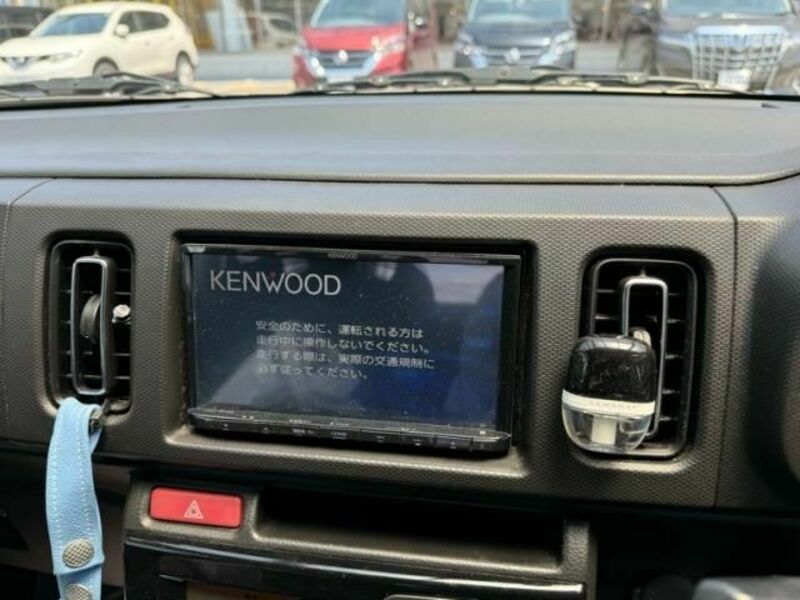 KENWOOD
KENWOOD
安全のために、運転される方は
走行中に操作しないでください。
走行する際は、実際の交通規制に
必ず従ってください。